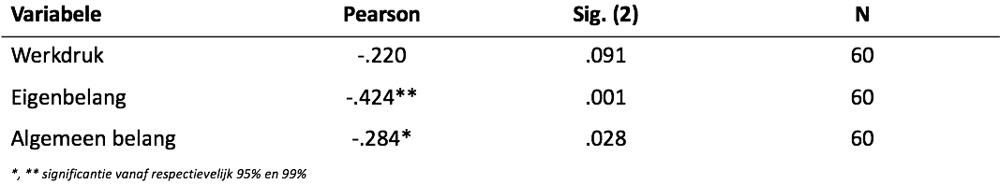 Variabele Pearson Sig. (2) N
Werkdruk -.220 .091 60
Eigenbelang -.424** .001 60
Algemeen belang -.284* .028 60
*, ** significantie vanaf respectievelijk 95% en 99%